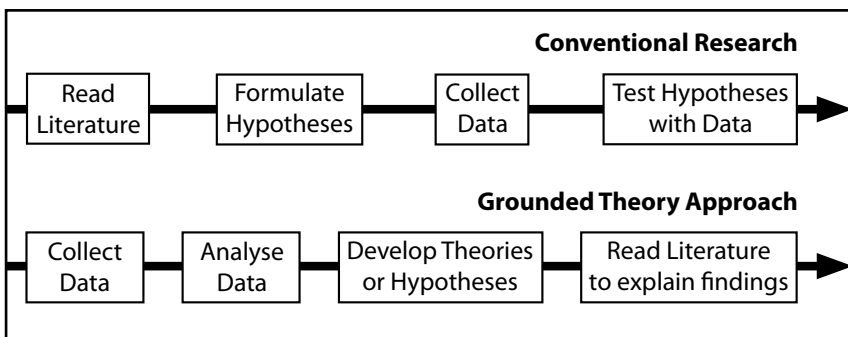 Conventional Research
Read
Literature
Formulate
Hypotheses
Collect
Data
Test Hypotheses
with Data
Grounded Theory Approach
Collect
Data
Analyse
Data
Develop Theories
or Hypotheses
Read Literature
to explain findings